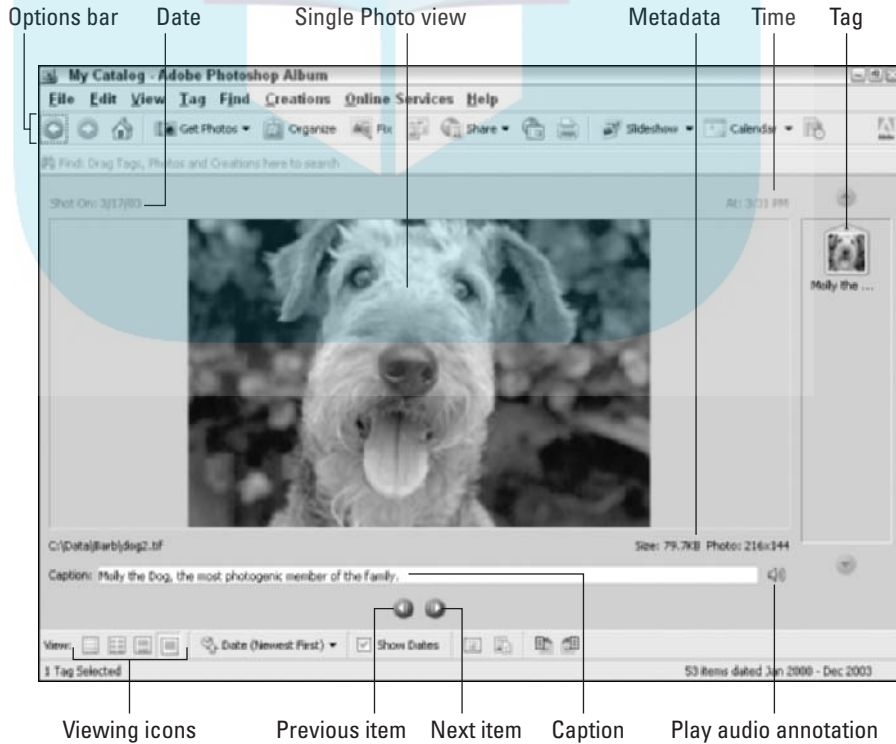 Options bar Date Single Photo view Metadata Time Tag
My Catalog - Adobe Photoshop Album
File Edit View Tag Find Creations Online Services Help
Get Photos Organize Fix Share Slideshow Calendar
Find: Drag Tags, Photos and Creations here to search
Shot On: 3/17/03 At: 3:31 PM
Molly the ...
C:\Data\Barb\dog2.tif Size: 79.7KB Photo: 216x144
Caption: Molly the Dog, the most photogenic member of the family.
View: Date (Newest First) Show Dates
1 Tag Selected 53 items dated Jan 2000 - Dec 2003
Viewing icons Previous item Next item Caption Play audio annotation